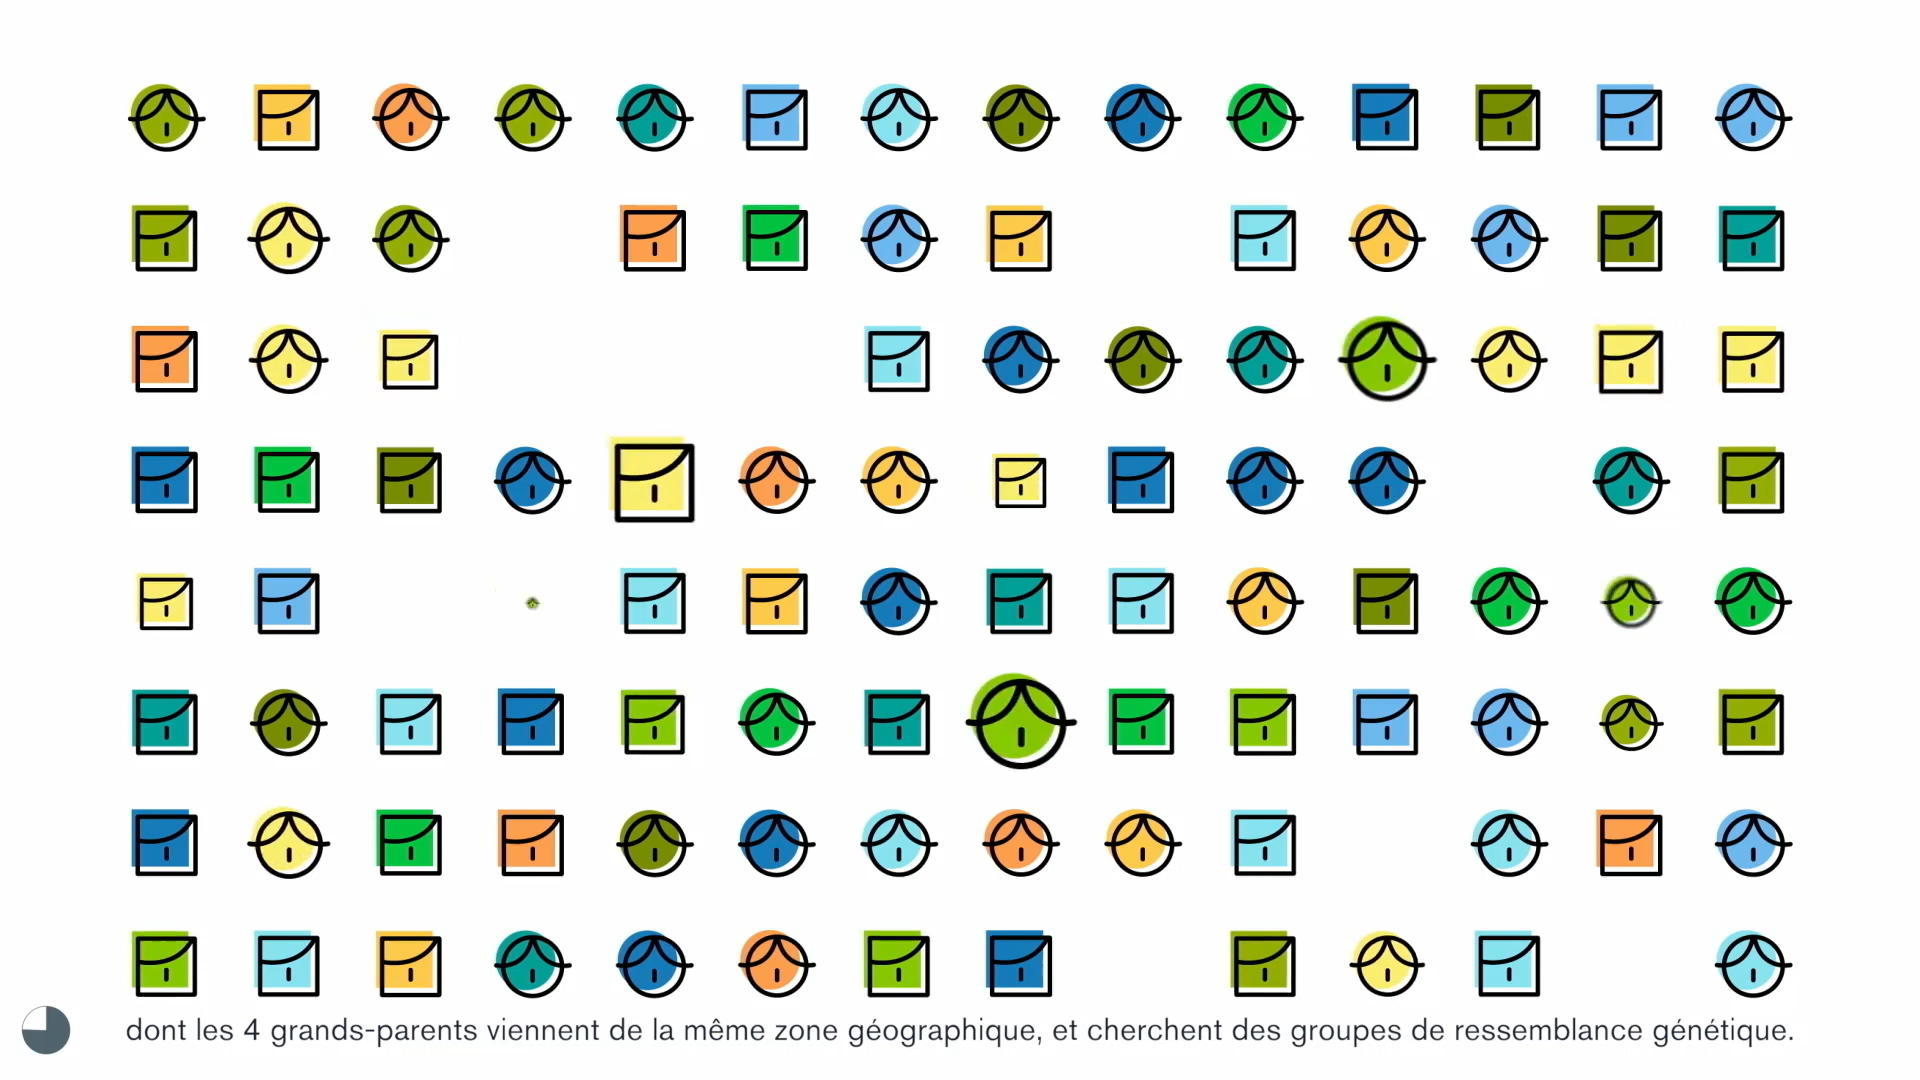 dont les 4 grands-parents viennent de la même zone géographique, et cherchent des groupes de ressemblance génétique.